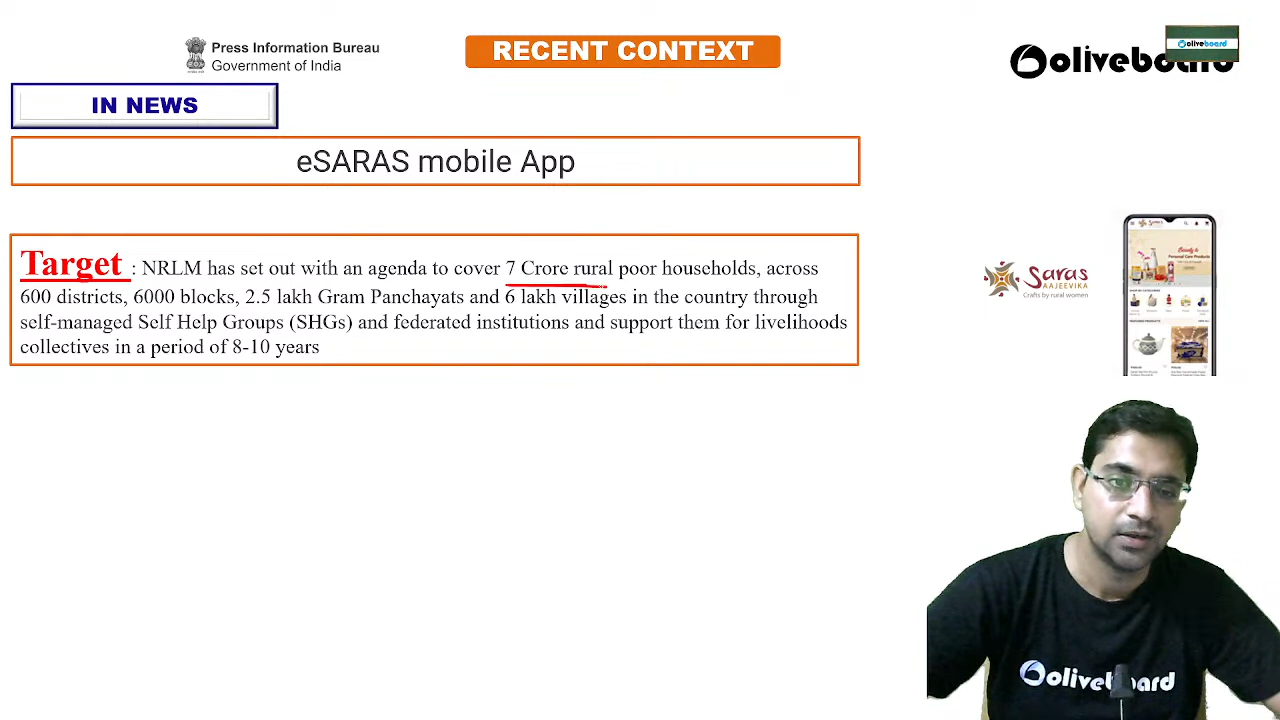 Press Information Bureau
Government of India
RECENT CONTEXT
oliveboard
oliveboard
IN NEWS
eSARAS mobile App
Target : NRLM has set out with an agenda to cover 7 Crore rural poor households, across
600 districts, 6000 blocks, 2.5 lakh Gram Panchayats and 6 lakh villages in the country through
self-managed Self Help Groups (SHGs) and federated institutions and support them for livelihoods
collectives in a period of 8-10 years
Saras
AAJEEVIKA
Crafts by rural women
oliveboard